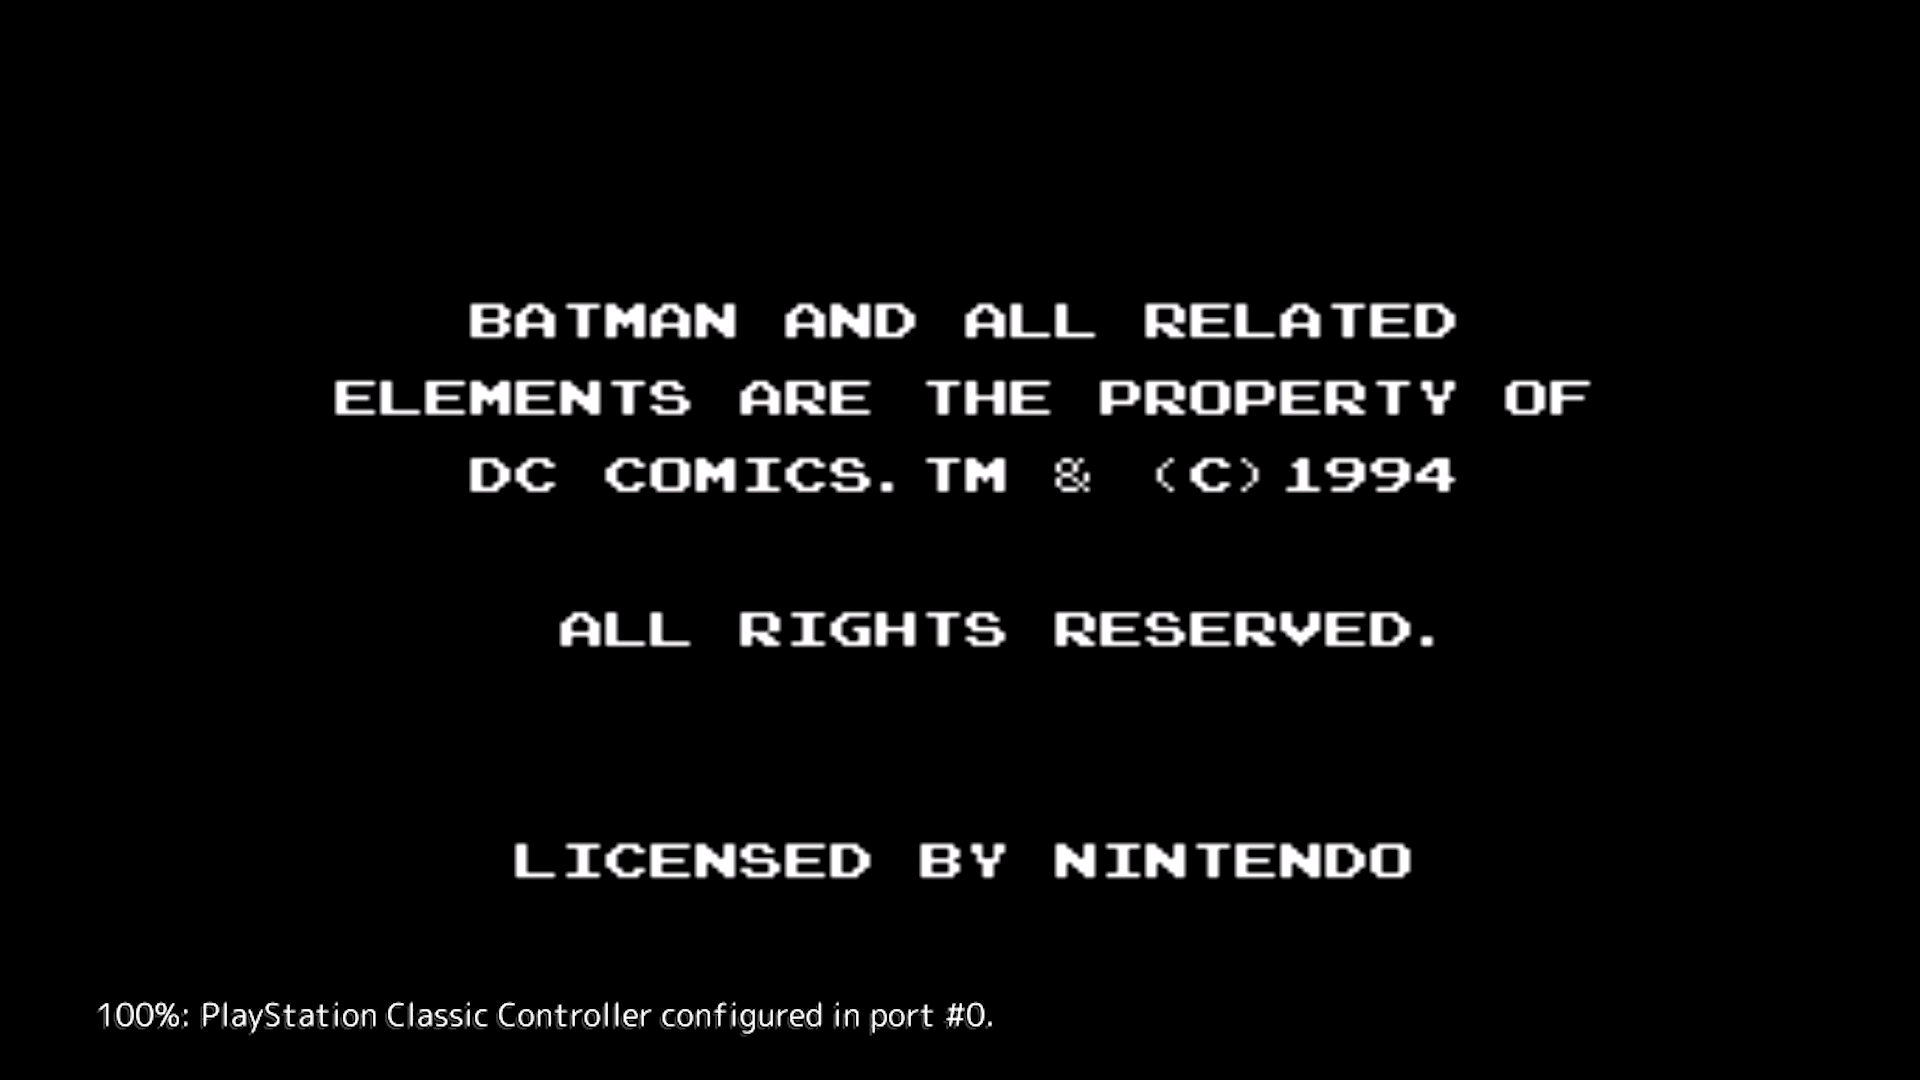 BATMAN AND ALL RELATED
ELEMENTS ARE THE PROPERTY OF
DC COMICS. TM & (C)1994
ALL RIGHTS RESERVED.
LICENSED BY NINTENDO
100%: PlayStation Classic Controller configured in port #0.